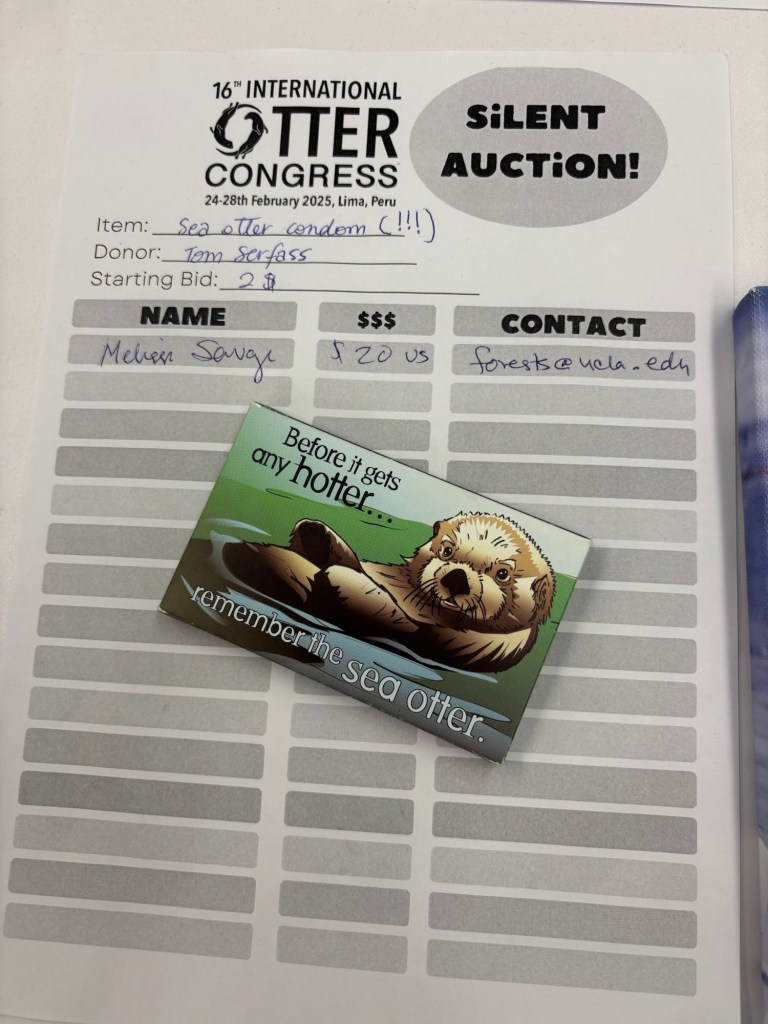 16TH INTERNATIONAL
OTTER
CONGRESS
24-28th February 2025, Lima, Peru
SiLENT
AUCTiON!
Item: Sea otter condom (!!!)
Donor: Tom Serfass
Starting Bid: 2 $
NAME $$$ CONTACT
Melissa Savage $ 20 US forests@ucla.edu
Before it gets
any hotter...
remember the sea otter.